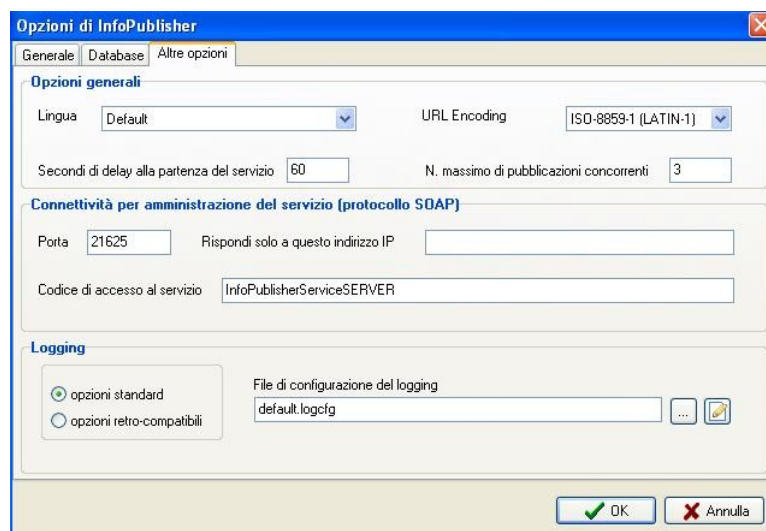 Opzioni di InfoPublisher
Generale Database Altre opzioni
Opzioni generali
Lingua Default URL Encoding ISO-8859-1 (LATIN-1)
Secondi di delay alla partenza del servizio 60 N. massimo di pubblicazioni concorrenti 3
Connettività per amministrazione del servizio (protocollo SOAP)
Porta 21625 Rispondi solo a questo indirizzo IP
Codice di accesso al servizio InfoPublisherServiceSERVER
Logging
opzioni standard
opzioni retro-compatibili
File di configurazione del logging
default.logcfg ...
OK Annulla